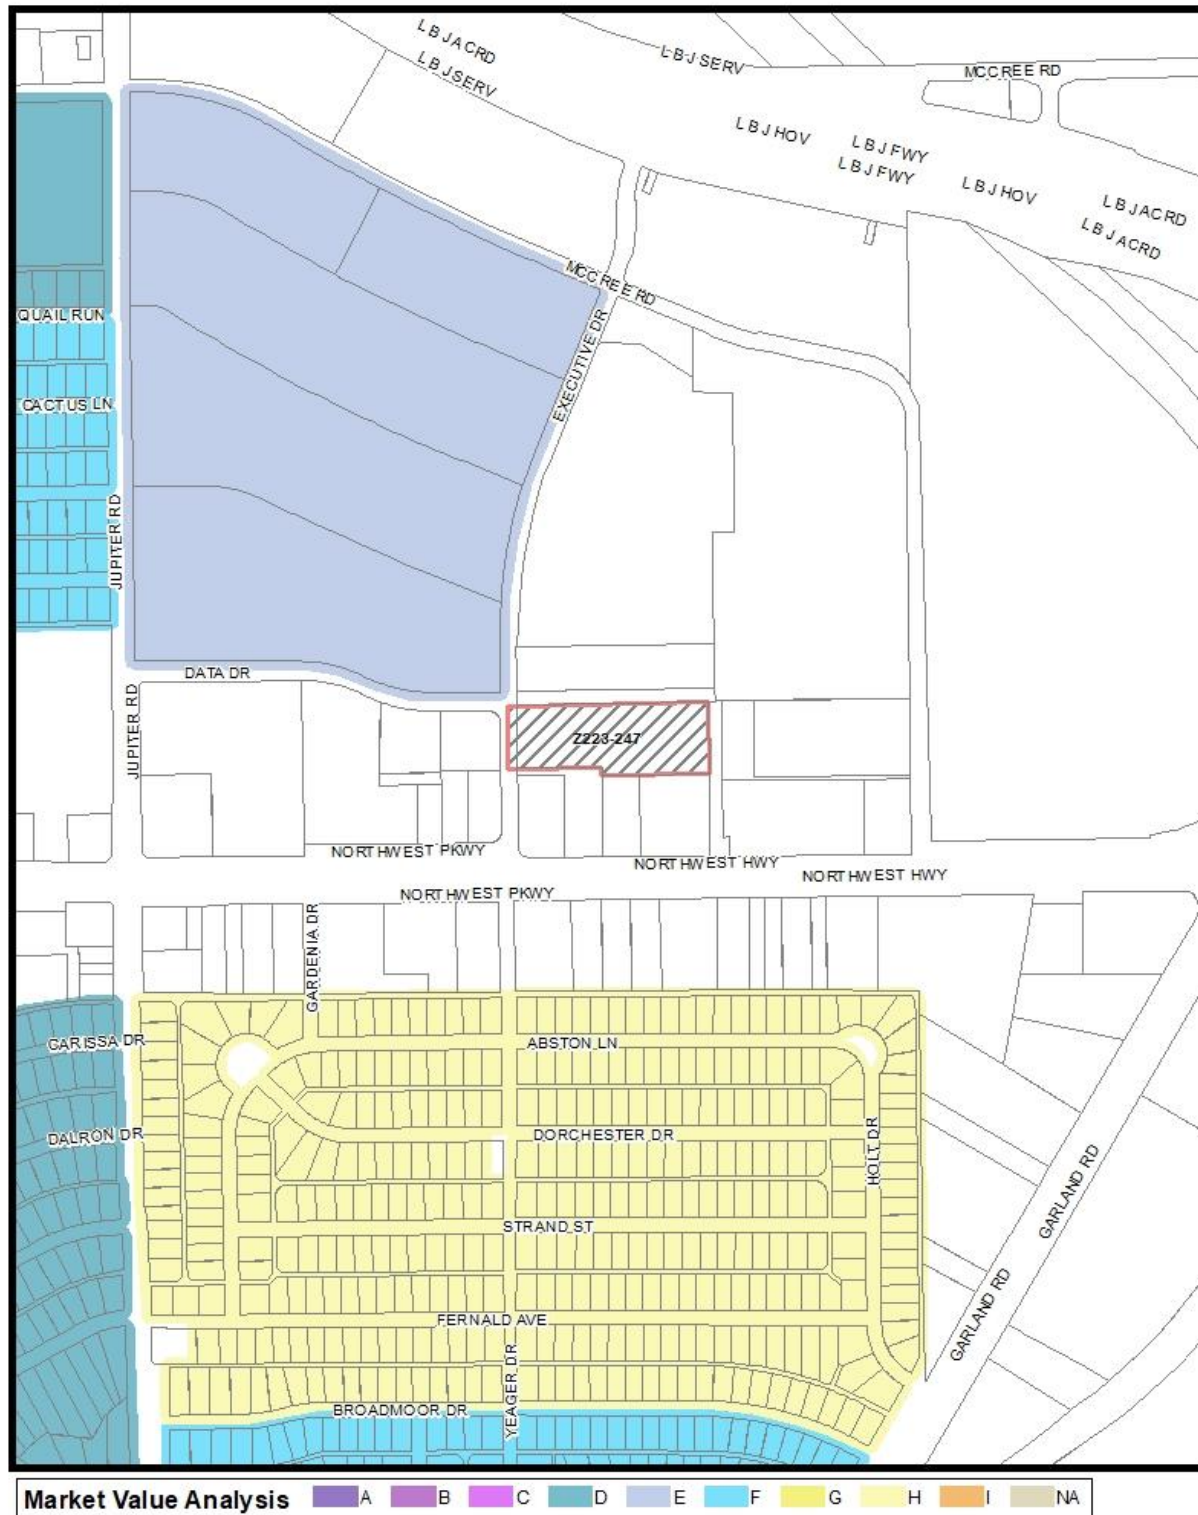 LBJ ACRD
LBJ SERV
LBJ SERV
MCCREE RD
LBJ HOV
LBJ FWY
LBJ FWY
LBJ HOV
LBJ ACRD
LBJ ACRD
MCCREE RD
QUAIL RUN
EXECUTIVE DR
CACTUS LN
JUPITER RD
DATA DR
JUPITER RD
Z223-247
NORTHWEST PKWY
NORTHWEST HWY
NORTHWEST HWY
NORTHWEST PKWY
GARDENIA DR
CARISSA DR
ABSTON LN
DALRON DR
DORCHESTER DR
HOLT DR
GARLAND RD
STRAND ST
GARLAND RD
FERNALD AVE
YEAGER DR
BROADMOOR DR
Market Value Analysis A B C D E F G H I NA